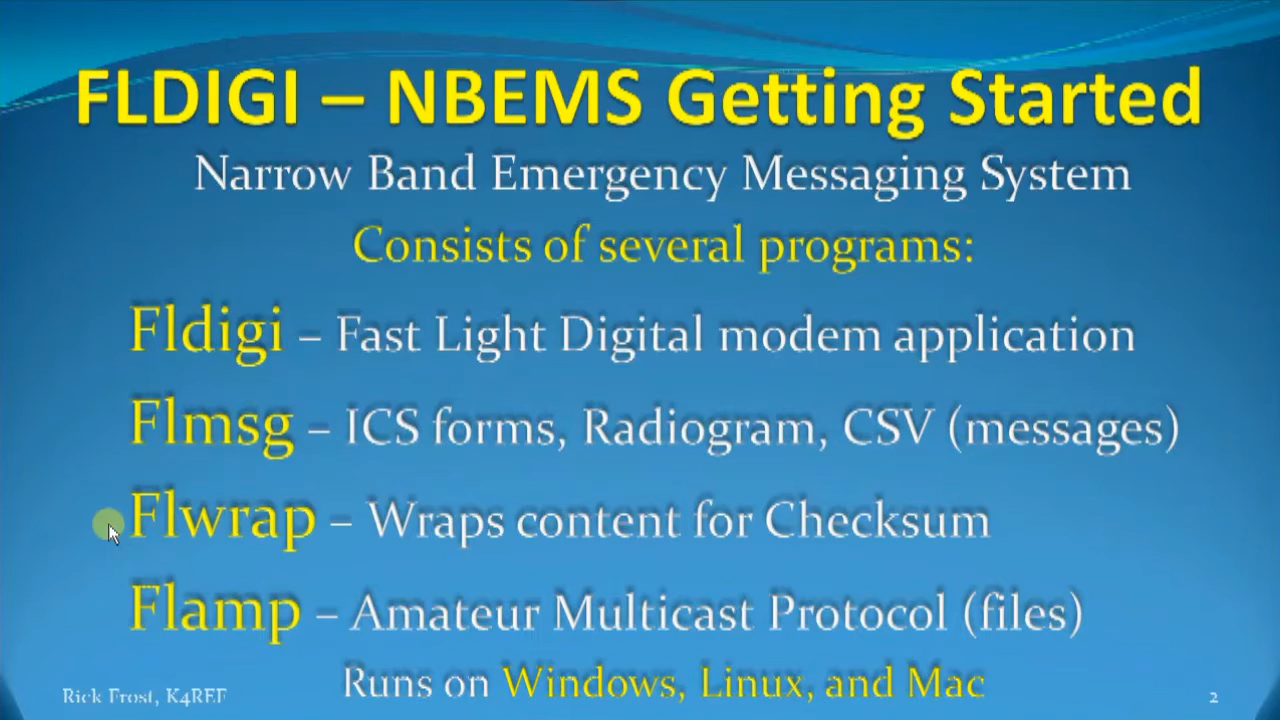 FLDIGI – NBEMS Getting Started
Narrow Band Emergency Messaging System
Consists of several programs:
Fldigi – Fast Light Digital modem application
Flmsg – ICS forms, Radiogram, CSV (messages)
Flwrap – Wraps content for Checksum
Flamp – Amateur Multicast Protocol (files)
Runs on Windows, Linux, and Mac
Rick Frost, K4REF
2